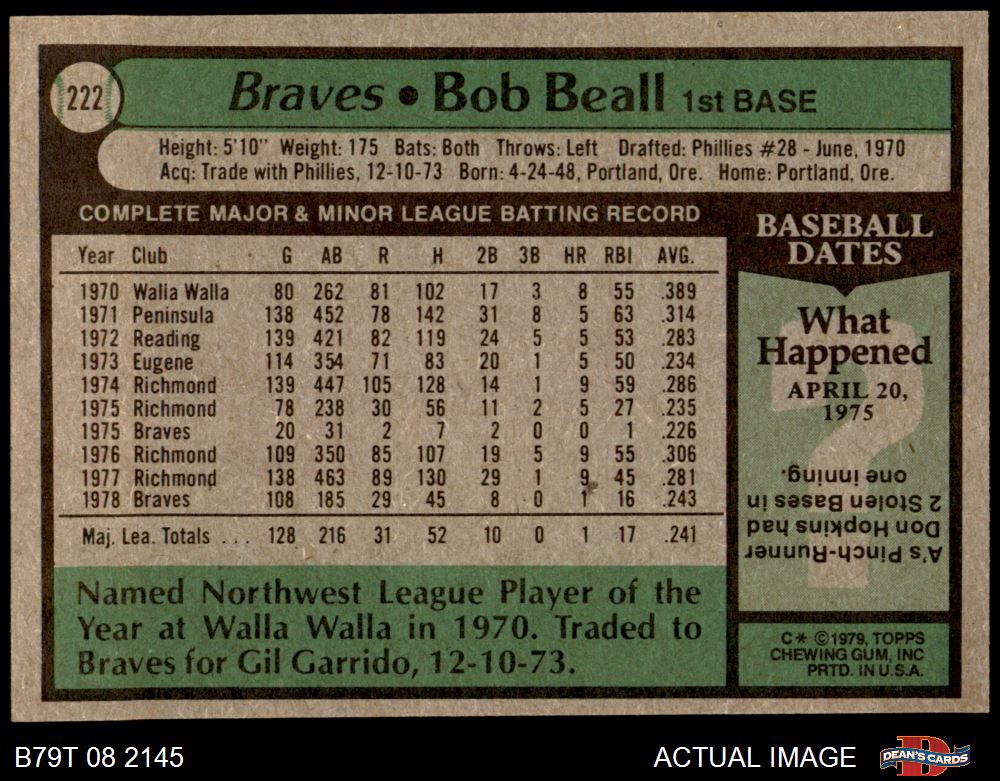 222
Braves • Bob Beall 1st BASE
Height: 5'10" Weight: 175 Bats: Both Throws: Left Drafted: Phillies #28 - June, 1970
Acq: Trade with Phillies, 12-10-73 Born: 4-24-48, Portland, Ore. Home: Portland, Ore.
COMPLETE MAJOR & MINOR LEAGUE BATTING RECORD
Year Club G AB R H 2B 3B HR RBI AVG.
1970 Walla Walla 80 262 81 102 17 3 8 55 .389
1971 Peninsula 138 452 78 142 31 8 5 63 .314
1972 Reading 139 421 82 119 24 5 5 53 .283
1973 Eugene 114 354 71 83 20 1 5 50 .234
1974 Richmond 139 447 105 128 14 1 9 59 .286
1975 Richmond 78 238 30 56 11 2 5 27 .235
1975 Braves 20 31 2 7 2 0 0 1 .226
1976 Richmond 109 350 85 107 19 5 9 55 .306
1977 Richmond 138 463 89 130 29 1 9 45 .281
1978 Braves 108 185 29 45 8 0 1 16 .243
Maj. Lea. Totals . . . 128 216 31 52 10 0 1 17 .241
Named Northwest League Player of the
Year at Walla Walla in 1970. Traded to
Braves for Gil Garrido, 12-10-73.
BASEBALL
DATES
What
Happened
APRIL 20,
1975
A's Pinch-Runner
Don Hopkins had
2 Stolen Bases in
one inning.
C* ©1979, TOPPS
CHEWING GUM, INC
PRTD. IN U.S.A.
B79T 08 2145
ACTUAL IMAGE
DEAN'S CARDS